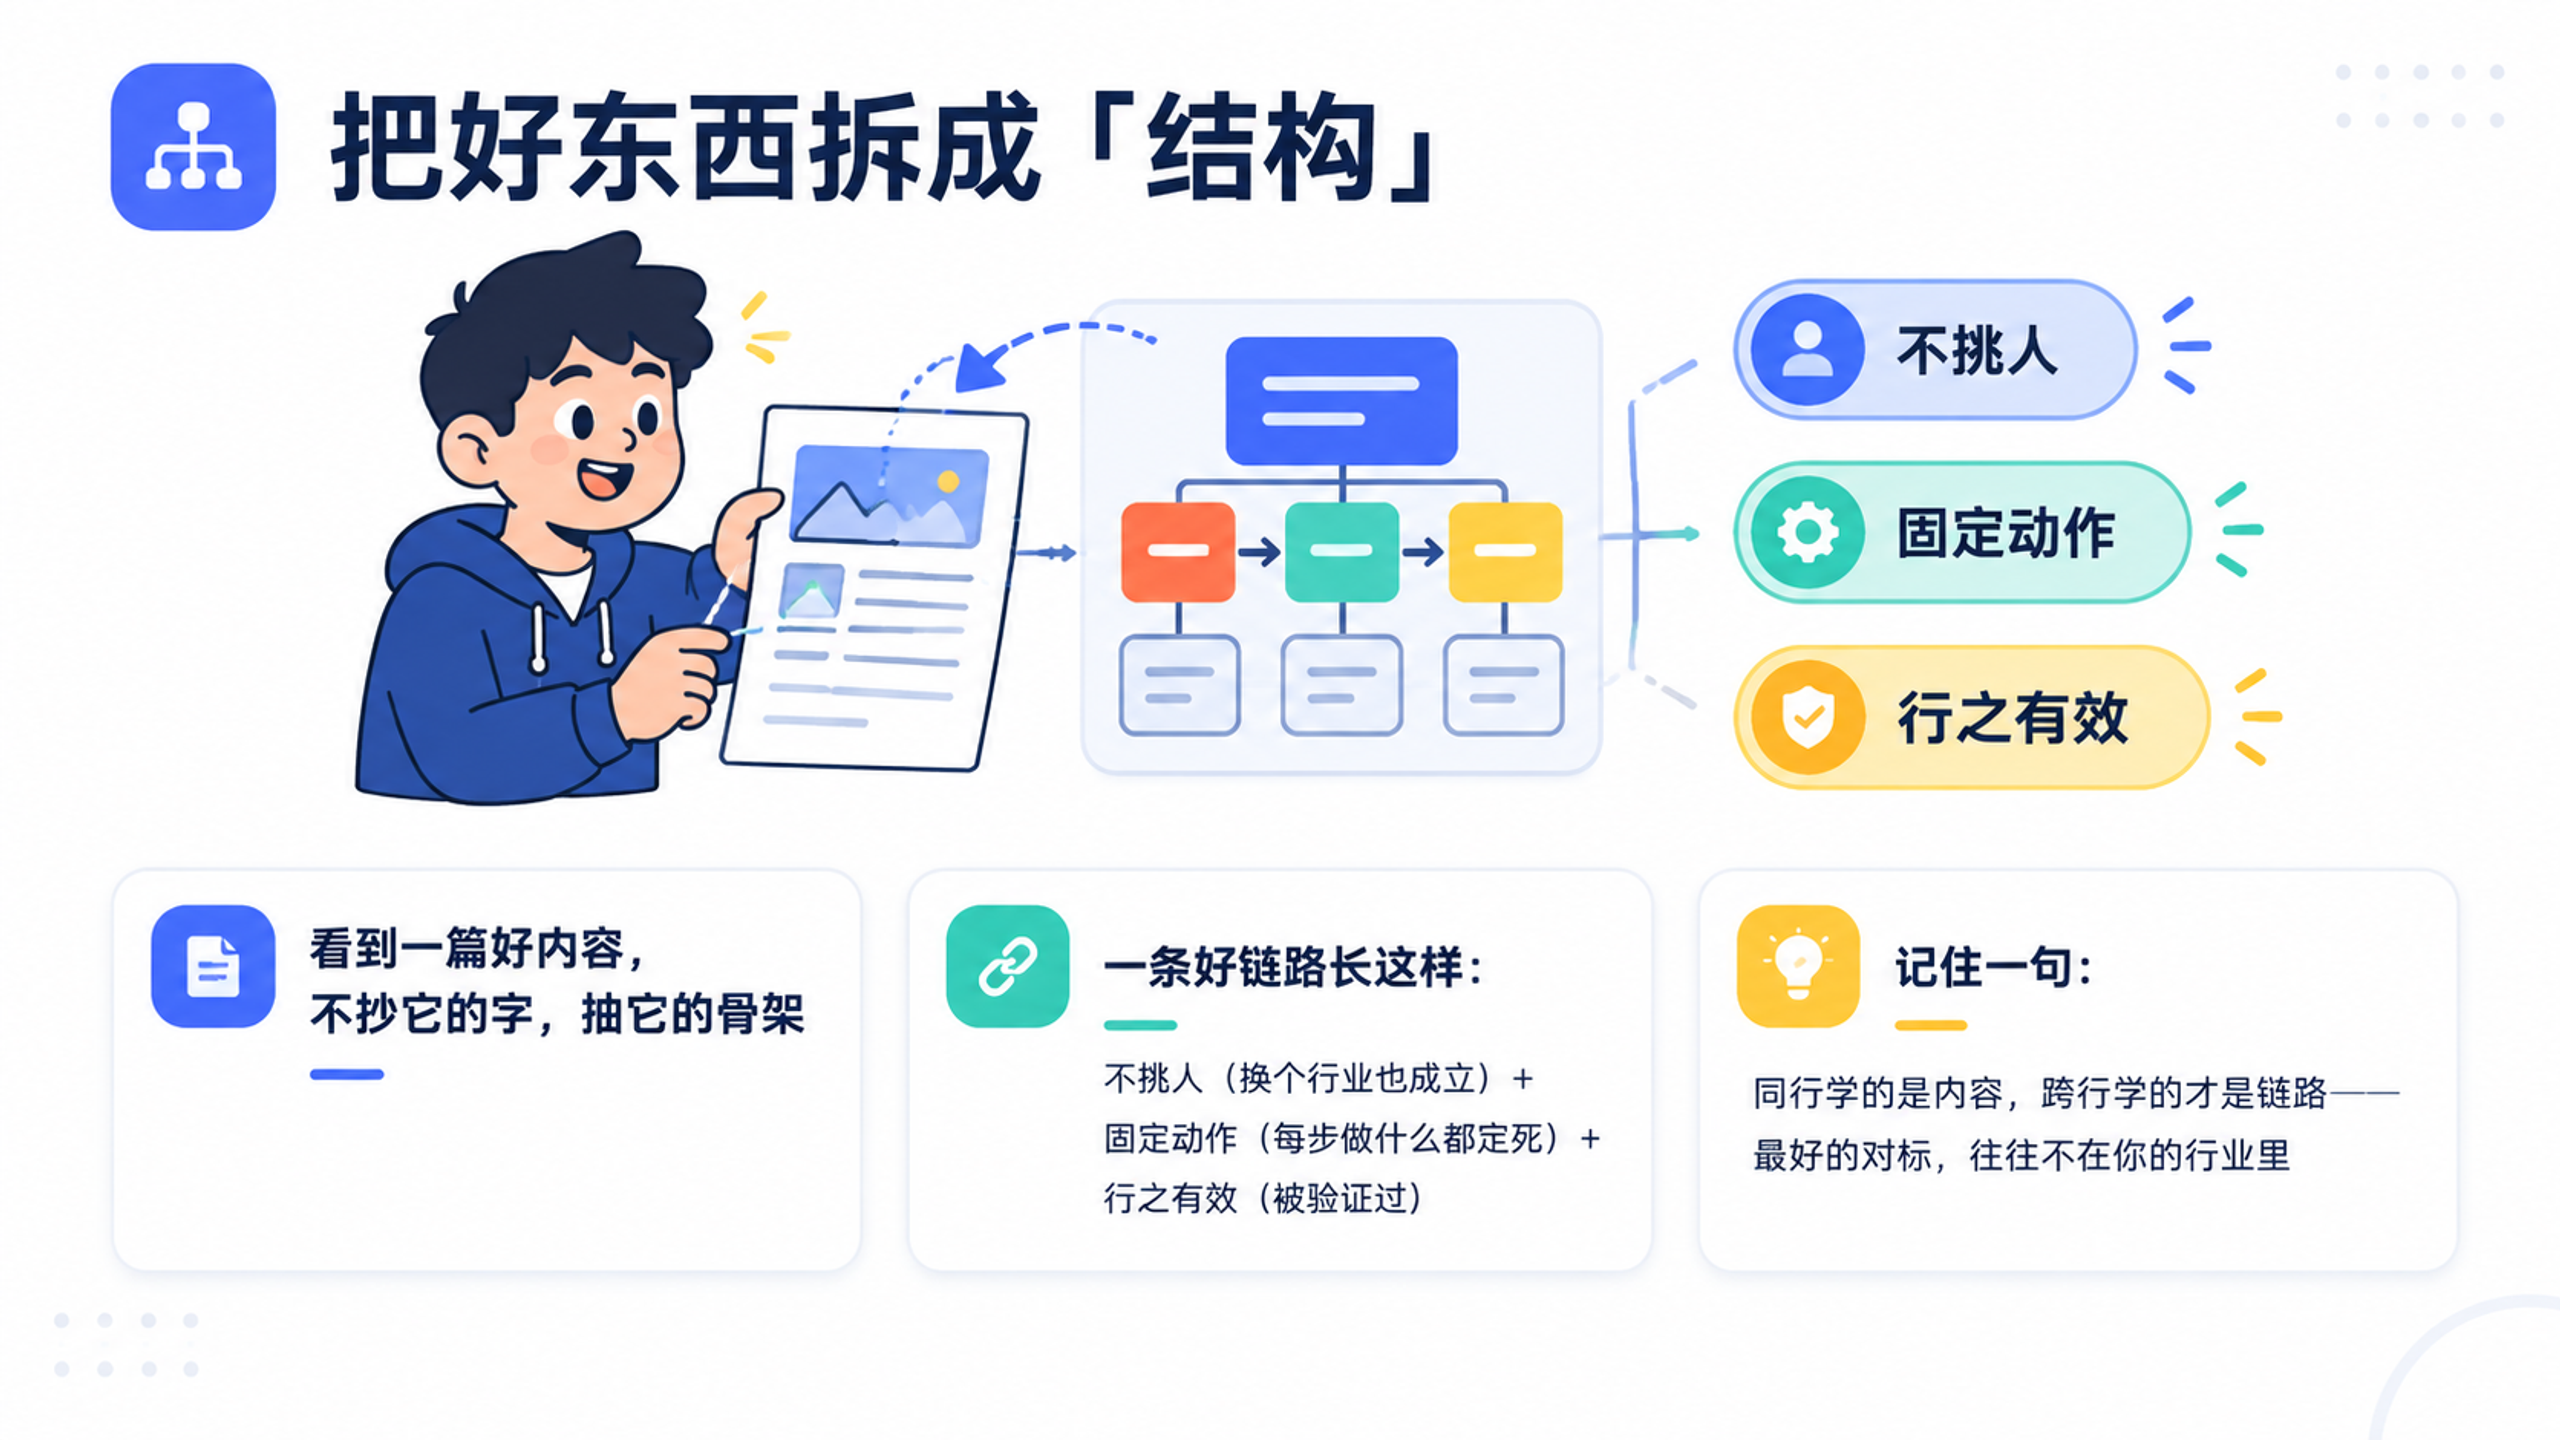 把好东西拆成「结构」
不挑人
固定动作
行之有效
看到一篇好内容，
不抄它的字，抽它的骨架
一条好链路长这样：
不挑人（换个行业也成立）+
固定动作（每步做什么都定死）+
行之有效（被验证过）
记住一句：
同行学的是内容，跨行学的才是链路——
最好的对标，往往不在你的行业里